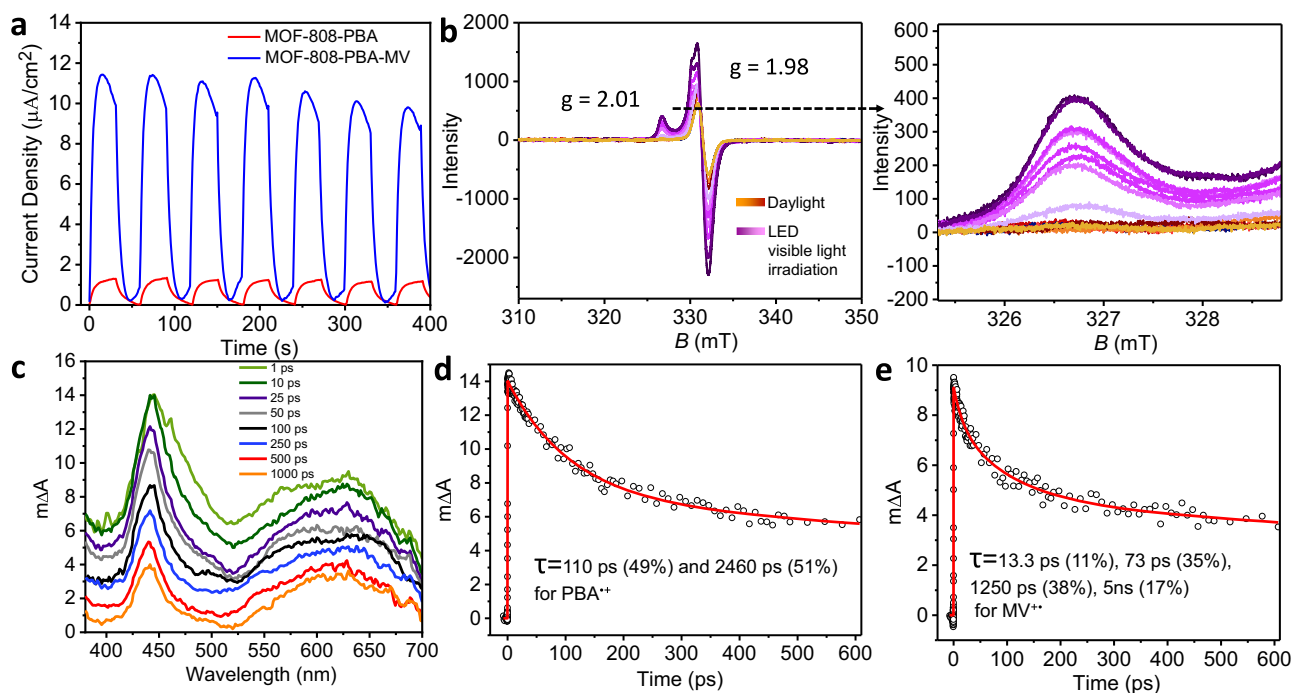 a
14
12
10
8
6
4
2
0
Current Density (μA/cm2)
MOF-808-PBA
MOF-808-PBA-MV
0
100
200
300
400
Time (s)
b
2000
1000
0
-1000
-2000
Intensity
g = 2.01
g = 1.98
Daylight
LED
visible light
irradiation
310
320
330
340
350
B (mT)
600
500
400
300
200
100
0
-100
-200
Intensity
326
327
328
B (mT)
c
16
14
12
10
8
6
4
2
0
mΔA
1 ps
10 ps
25 ps
50 ps
100 ps
250 ps
500 ps
1000 ps
400
450
500
550
600
650
700
Wavelength (nm)
d
16
14
12
10
8
6
4
2
0
mΔA
τ=110 ps (49%) and 2460 ps (51%)
for PBA•+
0
100
200
300
400
500
600
Time (ps)
e
10
8
6
4
2
0
mΔA
τ=13.3 ps (11%), 73 ps (35%),
1250 ps (38%), 5ns (17%)
for MV+•
0
100
200
300
400
500
600
Time (ps)